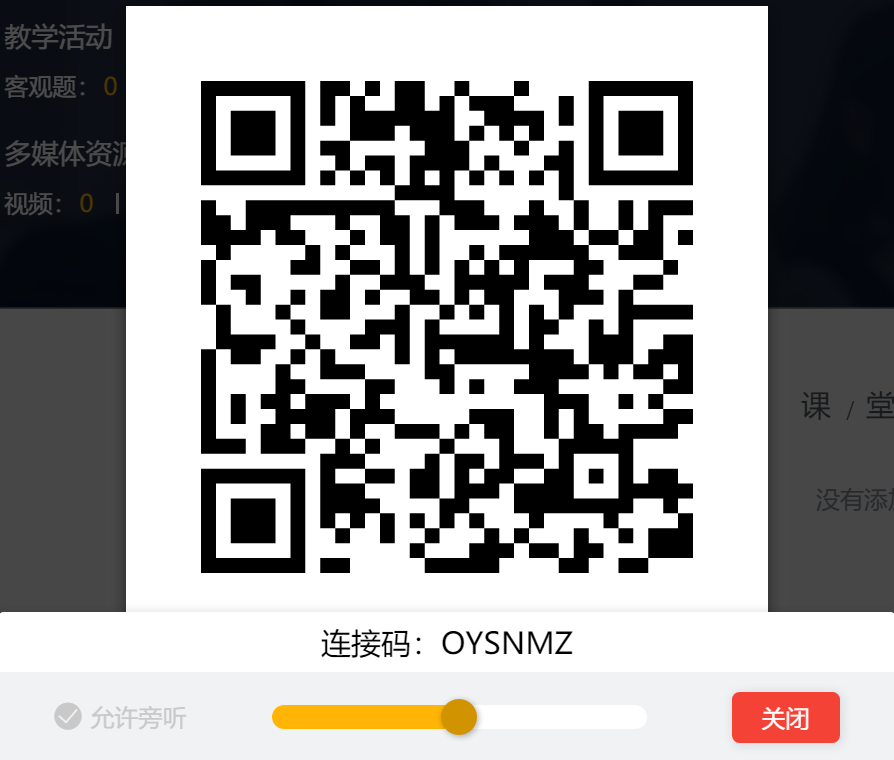 教学活动
客观题：0
多媒体资源
视频：0 |
课 / 堂
没有添加
连接码：OYSNMZ
允许旁听
关闭